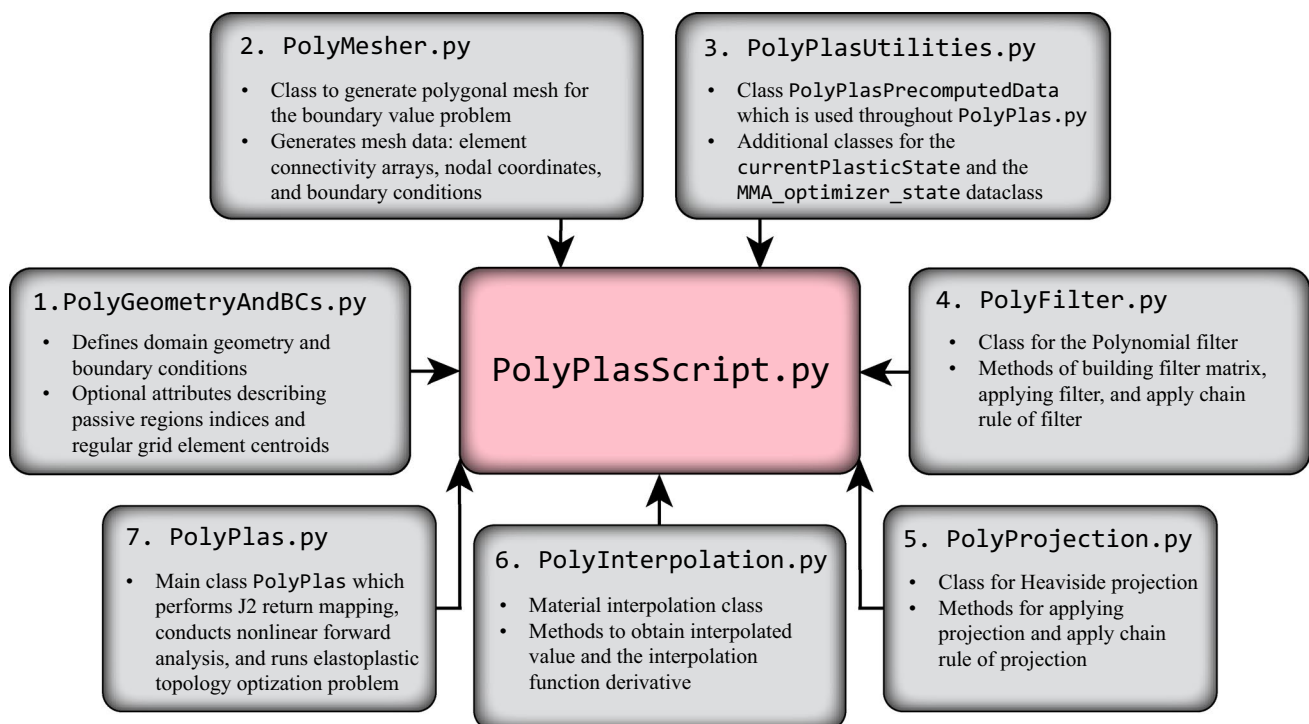 2. PolyMesher.py
• Class to generate polygonal mesh for
the boundary value problem
• Generates mesh data: element
connectivity arrays, nodal coordinates,
and boundary conditions
3. PolyPlasUtilities.py
• Class PolyPlasPrecomputedData
which is used throughout PolyPlas.py
• Additional classes for the
currentPlasticState and the
MMA_optimizer_state dataclass
1.PolyGeometryAndBCs.py
• Defines domain geometry and
boundary conditions
• Optional attributes describing
passive regions indices and
regular grid element centroids
PolyPlasScript.py
4. PolyFilter.py
• Class for the Polynomial filter
• Methods of building filter matrix,
applying filter, and apply chain
rule of filter
7. PolyPlas.py
• Main class PolyPlas which
performs J2 return mapping,
conducts nonlinear forward
analysis, and runs elastoplastic
topology optization problem
6. PolyInterpolation.py
• Material interpolation class
• Methods to obtain interpolated
value and the interpolation
function derivative
5. PolyProjection.py
• Class for Heaviside projection
• Methods for applying
projection and apply chain
rule of projection